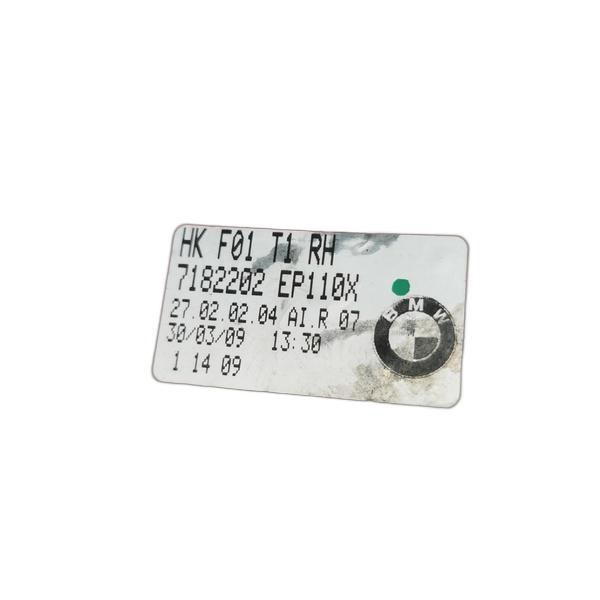 HK F01 T1 RH
7182202 EP110X
27.02.02.04 AI.R 07
30/03/09 13:30
1 14 09
BMW